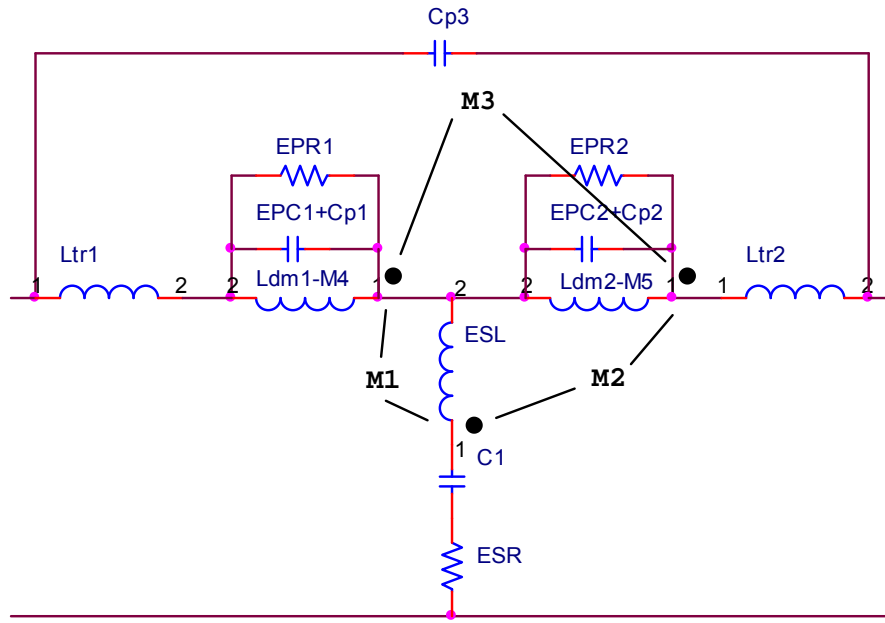 Cp3
M3
EPR1
EPR2
EPC1+Cp1
EPC2+Cp2
Ltr1
Ldm1-M4
Ldm2-M5
Ltr2
1 2 2 1 2 2 1 1 2
ESL
M1
M2
1
C1
ESR